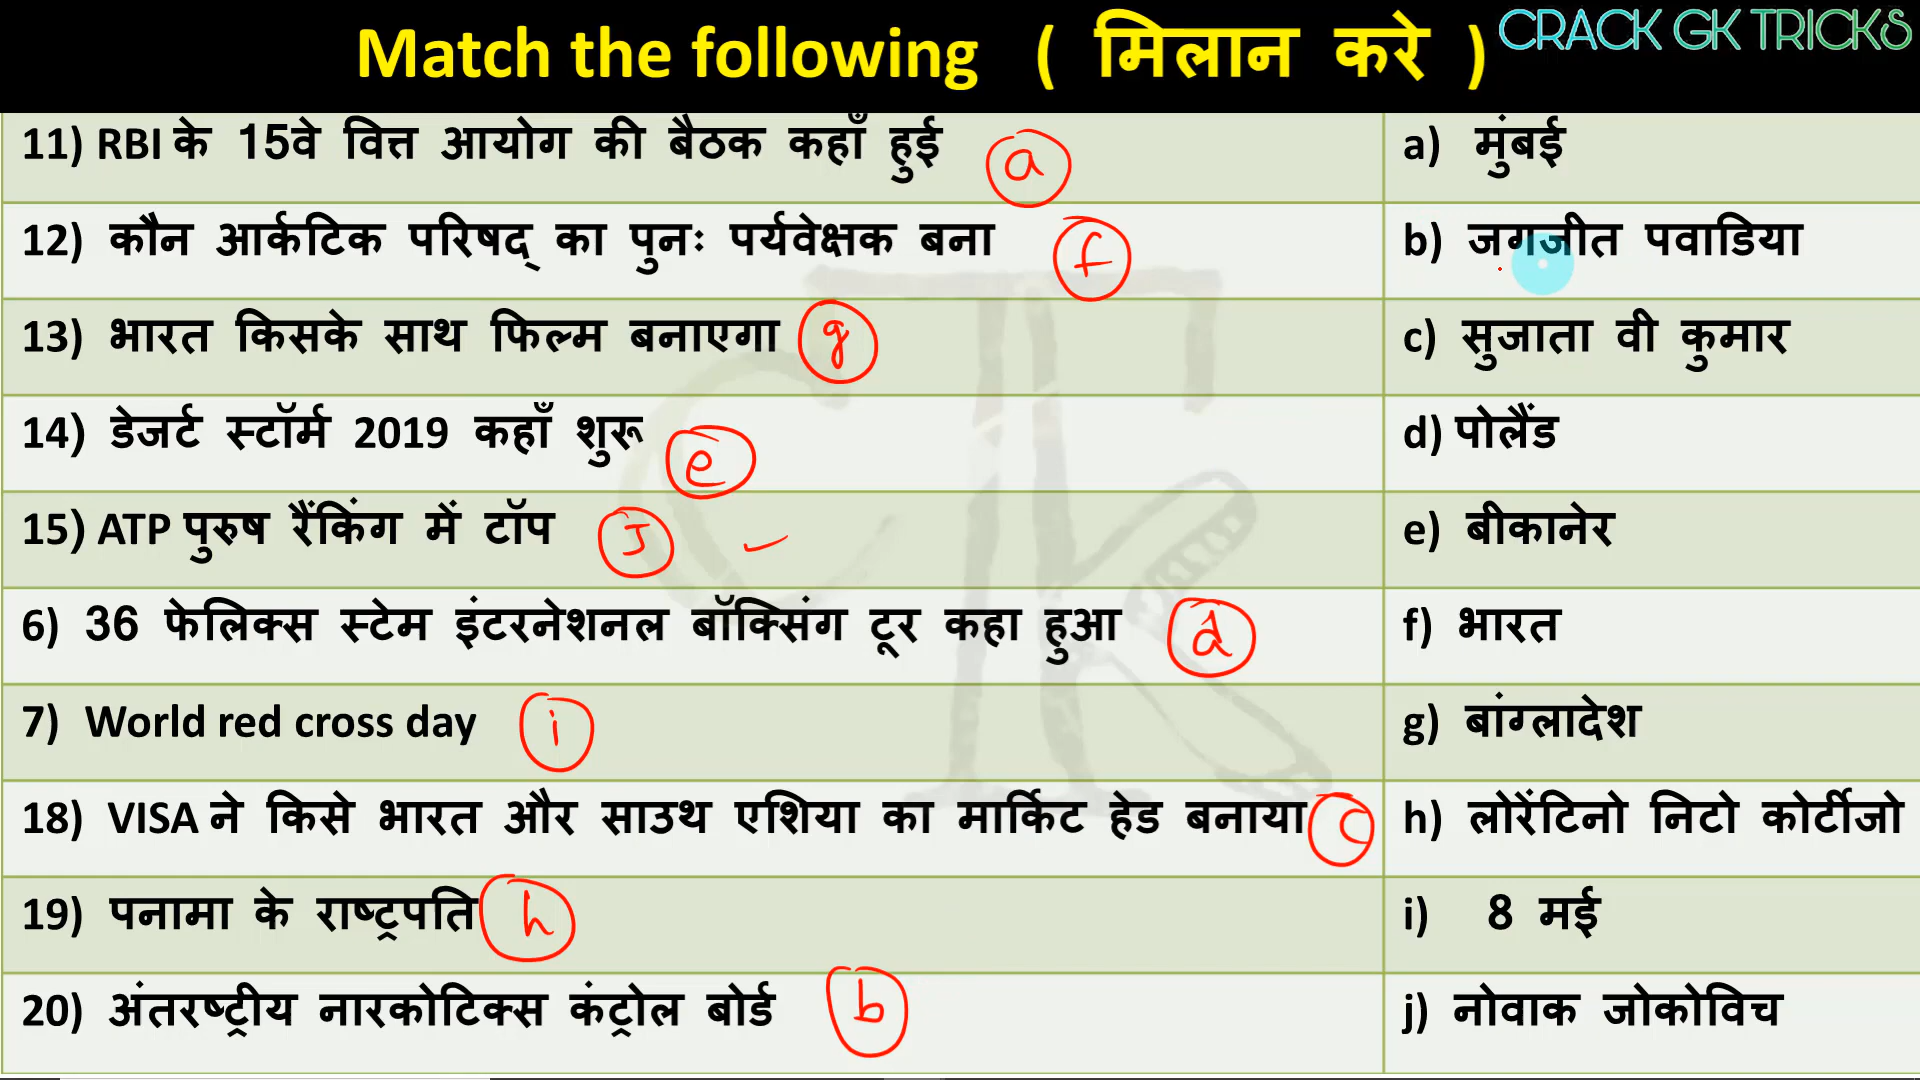 Match the following ( मिलान करे )
CRACK GK TRICKS
11) RBI के 15वे वित्त आयोग की बैठक कहाँ हुई a
a) मुंबई
12) कौन आर्कटिक परिषद् का पुनः पर्यवेक्षक बना f
b) जगजीत पवाडिया
13) भारत किसके साथ फिल्म बनाएगा g
c) सुजाता वी कुमार
14) डेजर्ट स्टॉर्म 2019 कहाँ शुरू e
d) पोलैंड
15) ATP पुरुष रैंकिंग में टॉप J
e) बीकानेर
6) 36 फेलिक्स स्टेम इंटरनेशनल बॉक्सिंग टूर कहा हुआ d
f) भारत
7) World red cross day i
g) बांग्लादेश
18) VISA ने किसे भारत और साउथ एशिया का मार्किट हेड बनाया c
h) लोरेंटिनो निटो कोर्टीजो
19) पनामा के राष्ट्रपति h
i) 8 मई
20) अंतरष्ट्रीय नारकोटिक्स कंट्रोल बोर्ड b
j) नोवाक जोकोविच
CTK